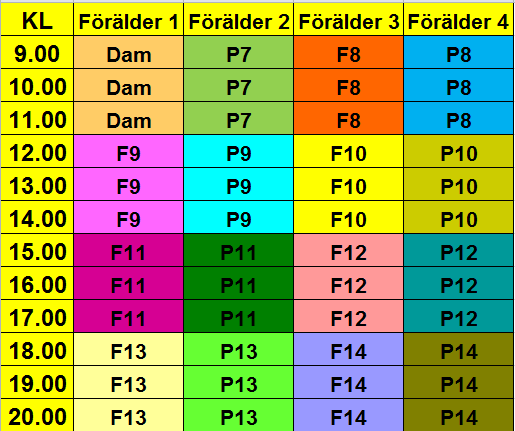 KL Förälder 1 Förälder 2 Förälder 3 Förälder 4
9.00 Dam P7 F8 P8
10.00 Dam P7 F8 P8
11.00 Dam P7 F8 P8
12.00 F9 P9 F10 P10
13.00 F9 P9 F10 P10
14.00 F9 P9 F10 P10
15.00 F11 P11 F12 P12
16.00 F11 P11 F12 P12
17.00 F11 P11 F12 P12
18.00 F13 P13 F14 P14
19.00 F13 P13 F14 P14
20.00 F13 P13 F14 P14